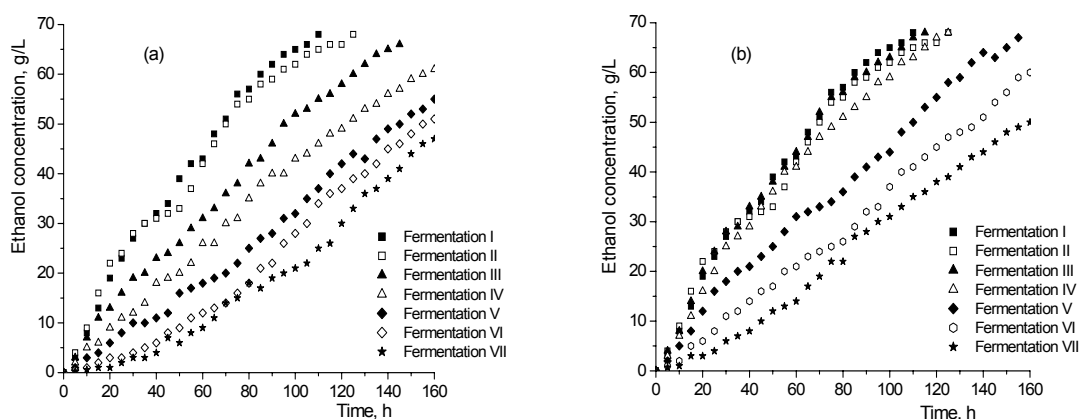 70
60
50
40
30
20
10
0
Ethanol concentration, g/L
(a)
Fermentation I
Fermentation II
Fermentation III
Fermentation IV
Fermentation V
Fermentation VI
Fermentation VII
0 20 40 60 80 100 120 140 160
Time, h
70
60
50
40
30
20
10
0
Ethanol concentration, g/L
(b)
Fermentation I
Fermentation II
Fermentation III
Fermentation IV
Fermentation V
Fermentation VI
Fermentation VII
0 20 40 60 80 100 120 140 160
Time, h